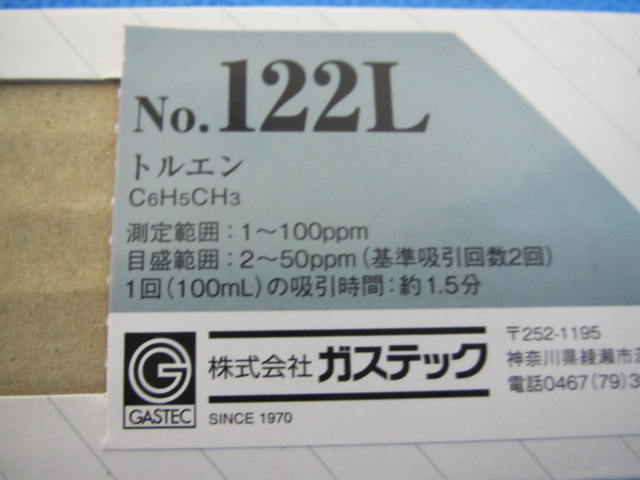 No.122L
トルエン
C6H5CH3
測定範囲：1～100ppm
目盛範囲：2～50ppm（基準吸引回数2回）
1回（100mL）の吸引時間：約1.5分
GASTEC
株式会社 ガステック
SINCE 1970
〒252-1195
神奈川県綾瀬市
電話0467（79）3